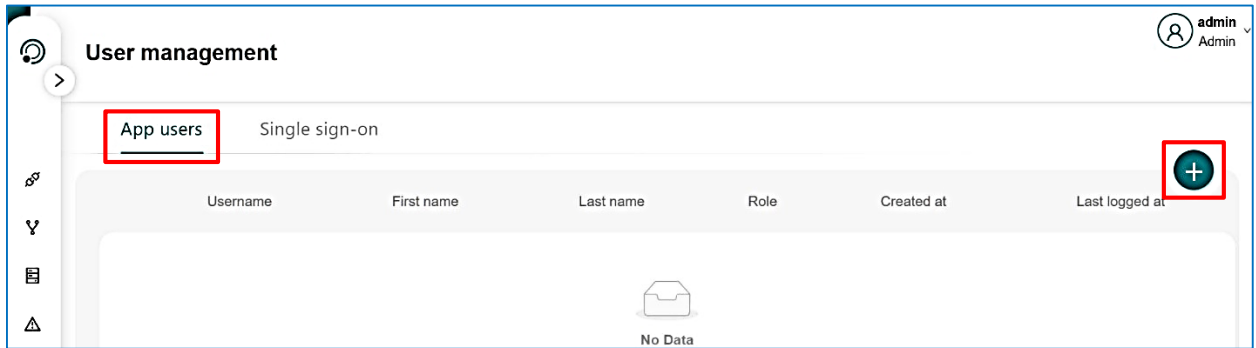 admin
User management
Admin
App users Single sign-on
Username First name Last name Role Created at Last logged at
No Data